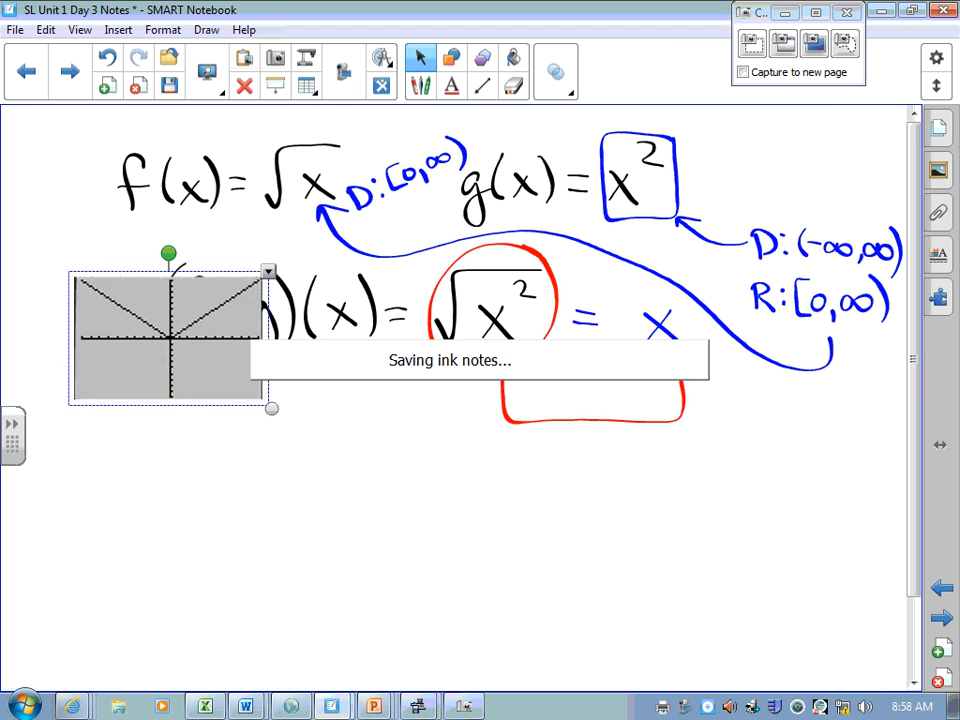 SL Unit 1 Day 3 Notes * - SMART Notebook
C..
File Edit View Insert Format Draw Help
Capture to new page
f(x) = √x D: [0,∞) g(x) = x²
D: (-∞,∞)
R: [0,∞)
)(x) = √x² = x
Saving ink notes...
8:58 AM